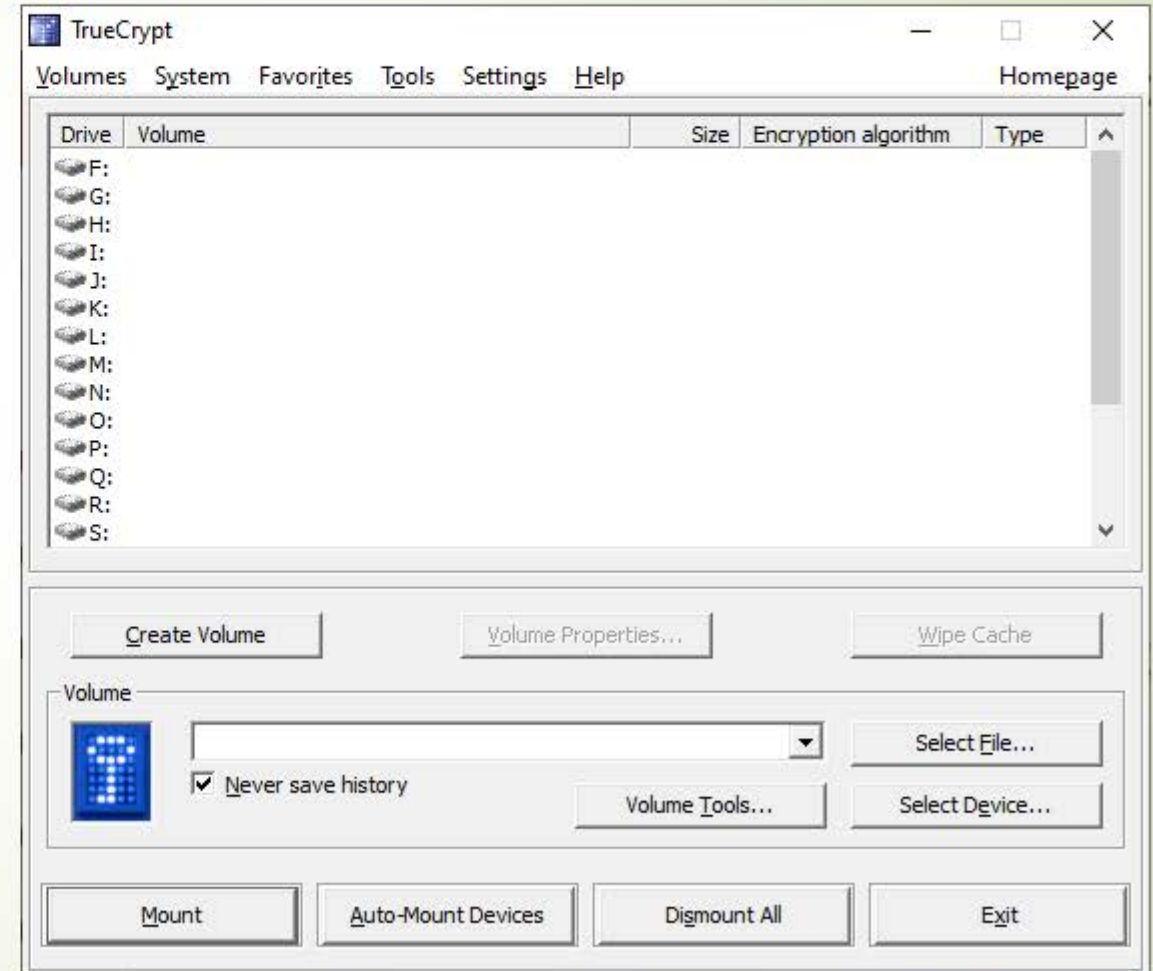 TrueCrypt
Volumes System Favorites Tools Settings Help Homepage
Drive Volume Size Encryption algorithm Type
F:
G:
H:
I:
J:
K:
L:
M:
N:
O:
P:
Q:
R:
S:
Create Volume Volume Properties... Wipe Cache
Volume
Select File...
Never save history
Volume Tools... Select Device...
Mount Auto-Mount Devices Dismount All Exit